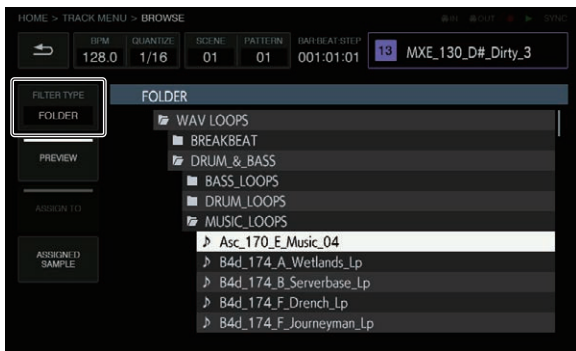 HOME > TRACK MENU > BROWSE IN OUT SYNC
BPM QUANTIZE SCENE PATTERN BAR:BEAT:STEP
128.0 1/16 01 01 001:01:01 13 MXE_130_D#_Dirty_3
FILTER TYPE FOLDER
FOLDER WAV LOOPS
BREAKBEAT
PREVIEW DRUM_&_BASS
BASS_LOOPS
ASSIGN TO DRUM_LOOPS
MUSIC_LOOPS
Asc_170_E_Music_04
ASSIGNED
SAMPLE
B4d_174_A_Wetlands_Lp
B4d_174_B_Serverbase_Lp
B4d_174_F_Drench_Lp
B4d_174_F_Journeyman_Lp